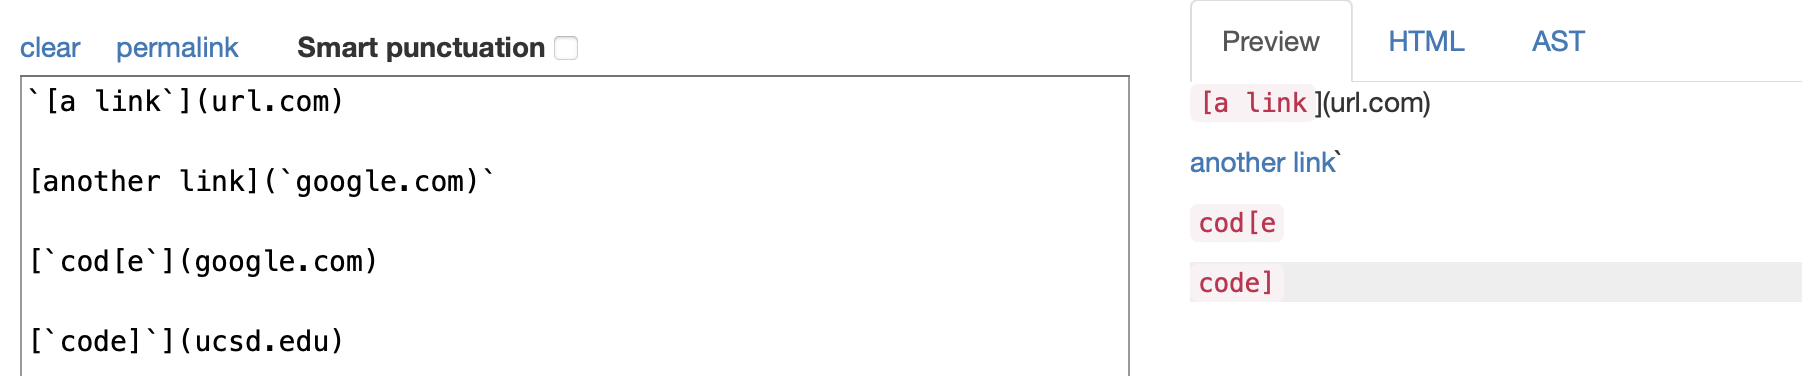 clear permalink Smart punctuation
`[a link`](url.com)
[another link](`google.com)`
[`cod[e`](google.com)
[`code]`](ucsd.edu)
Preview HTML AST
[a link](url.com)
another link`
cod[e
code]